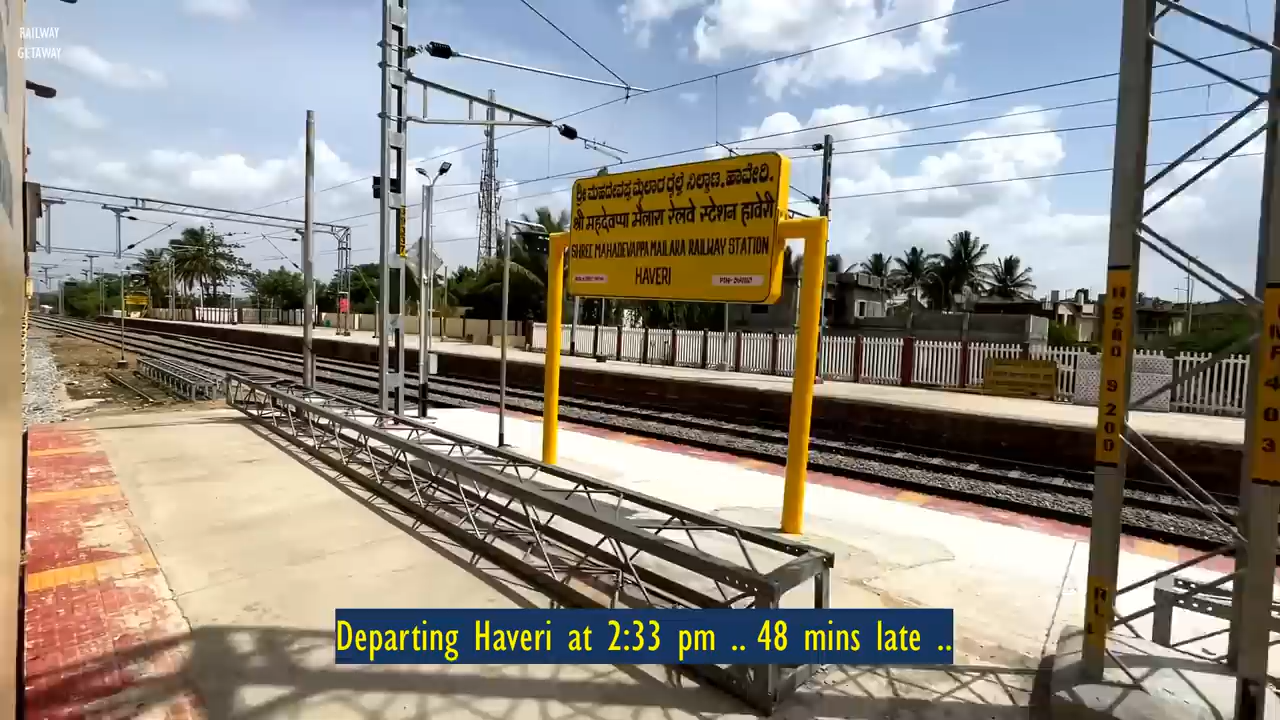 RAILWAY
GETAWAY
ಶ್ರೀ ಮಹದೇವಪ್ಪ ಮೈಲಾರ ರೈಲ್ವೆ ನಿಲ್ದಾಣ. ಹಾವೇರಿ.
श्री महदेवप्पा मैलारा रेलवे स्टेशन हावेरी
SHREE MAHADEVAPPA MAILARA RAILWAY STATION
HAVERI
Departing Haveri at 2:33 pm .. 48 mins late ..